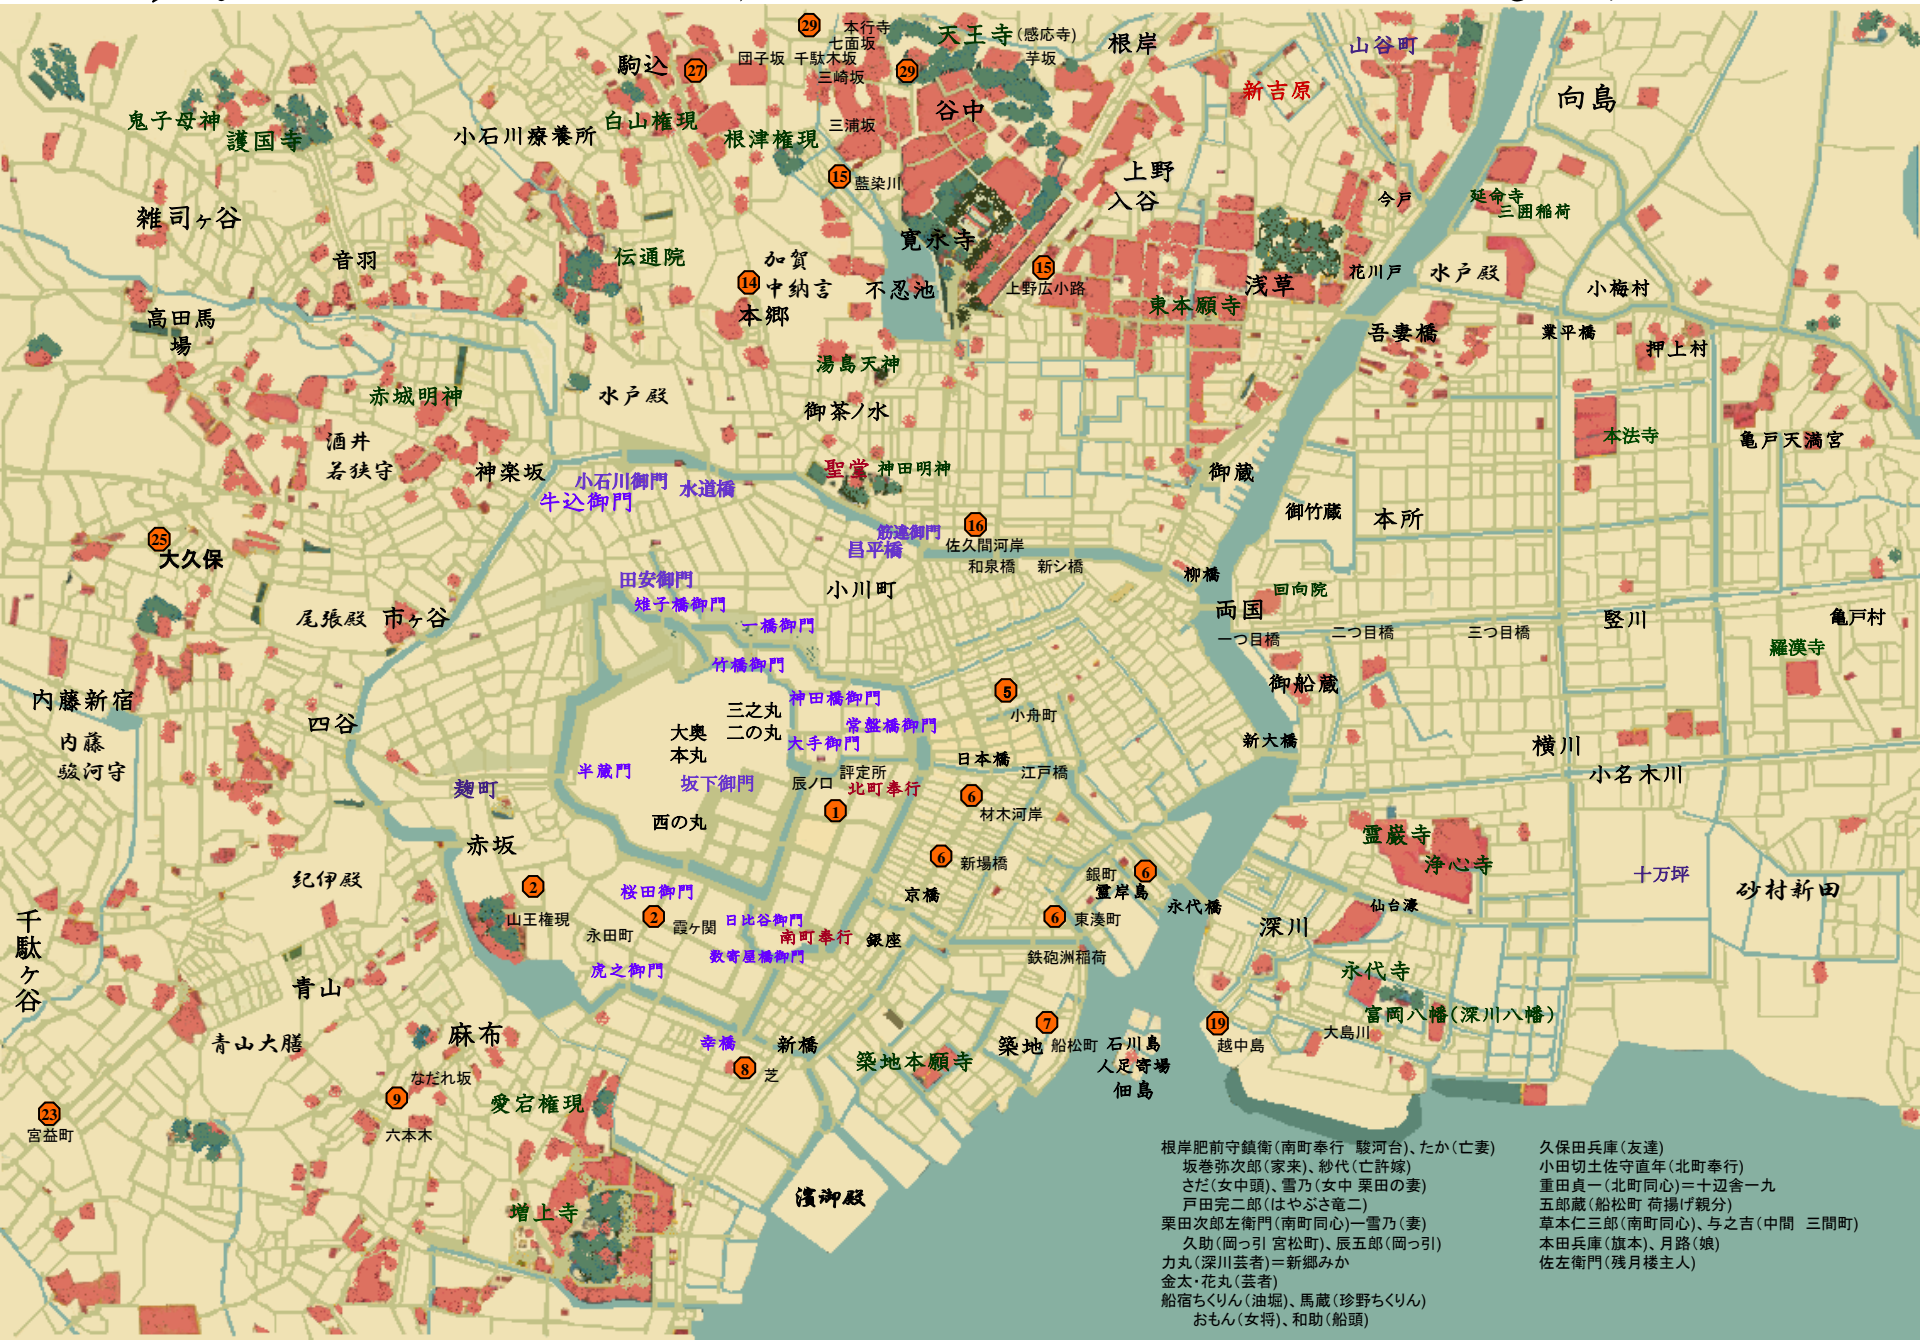 29
本行寺
七面坂
天王寺(感応寺)
根岸
山谷町
駒込
27
団子坂
千駄木坂
三崎坂
29
芋坂
新吉原
向島
鬼子母神
護国寺
小石川療養所
白山権現
根津権現
三浦坂
谷中
15
藍染川
上野
入谷
今戸
延命寺
三囲稲荷
雑司ヶ谷
音羽
伝通院
加賀
中納言
14
本郷
寛永寺
不忍池
15
上野広小路
東本願寺
浅草
花川戸
水戸殿
小梅村
高田馬
場
吾妻橋
業平橋
押上村
湯島天神
赤城明神
水戸殿
御茶ノ水
酒井
若狭守
神楽坂
小石川御門
水道橋
牛込御門
聖堂
神田明神
御蔵
本法寺
亀戸天満宮
御竹蔵
本所
25
大久保
筋違御門
昌平橋
16
佐久間河岸
和泉橋
新シ橋
柳橋
田安御門
雉子橋御門
小川町
一橋御門
竹橋御門
両国
回向院
一つ目橋
二つ目橋
三つ目橋
竪川
亀戸村
羅漢寺
尾張殿
市ヶ谷
内藤新宿
内藤
駿河守
四谷
神田橋御門
常盤橋御門
大手御門
三之丸
二の丸
大奥
本丸
5
小舟町
御船蔵
新大橋
横川
小名木川
半蔵門
坂下御門
辰ノ口
評定所
北町奉行
1
日本橋
江戸橋
6
材木河岸
麹町
西の丸
赤坂
6
新場橋
銀町
6
霊岸島
霊巌寺
浄心寺
十万坪
砂村新田
紀伊殿
2
山王権現
桜田御門
2
霞ヶ関
永田町
日比谷御門
南町奉行
数寄屋橋御門
京橋
銀座
6
東湊町
永代橋
仙台濠
深川
鉄砲洲稲荷
虎之御門
永代寺
千駄ヶ谷
青山
青山大膳
麻布
幸橋
新橋
築地本願寺
7
築地
船松町
石川島
人足寄場
佃島
19
越中島
富岡八幡(深川八幡)
大島川
8
芝
なだれ坂
9
六本木
愛宕権現
23
宮益町
増上寺
濱御殿
根岸肥前守鎮衛(南町奉行 駿河台)、たか(亡妻)
坂巻弥次郎(家来)、紗代(亡許嫁)
さだ(女中頭)、雪乃(女中 栗田の妻)
戸田完二郎(はやぶさ竜二)
栗田次郎左衛門(南町同心)ー雪乃(妻)
久助(岡っ引 宮松町)、辰五郎(岡っ引)
力丸(深川芸者)＝新郷みか
金太・花丸(芸者)
船宿ちくりん(油堀)、馬蔵(珍野ちくりん)
おもん(女将)、和助(船頭)
久保田兵庫(友達)
小田切土佐守直年(北町奉行)
重田貞一(北町同心)＝十辺舎一九
五郎蔵(船松町 荷揚げ親分)
草本仁三郎(南町同心)、与之吉(中間 三間町)
本田兵庫(旗本)、月路(娘)
佐左衛門(残月楼主人)